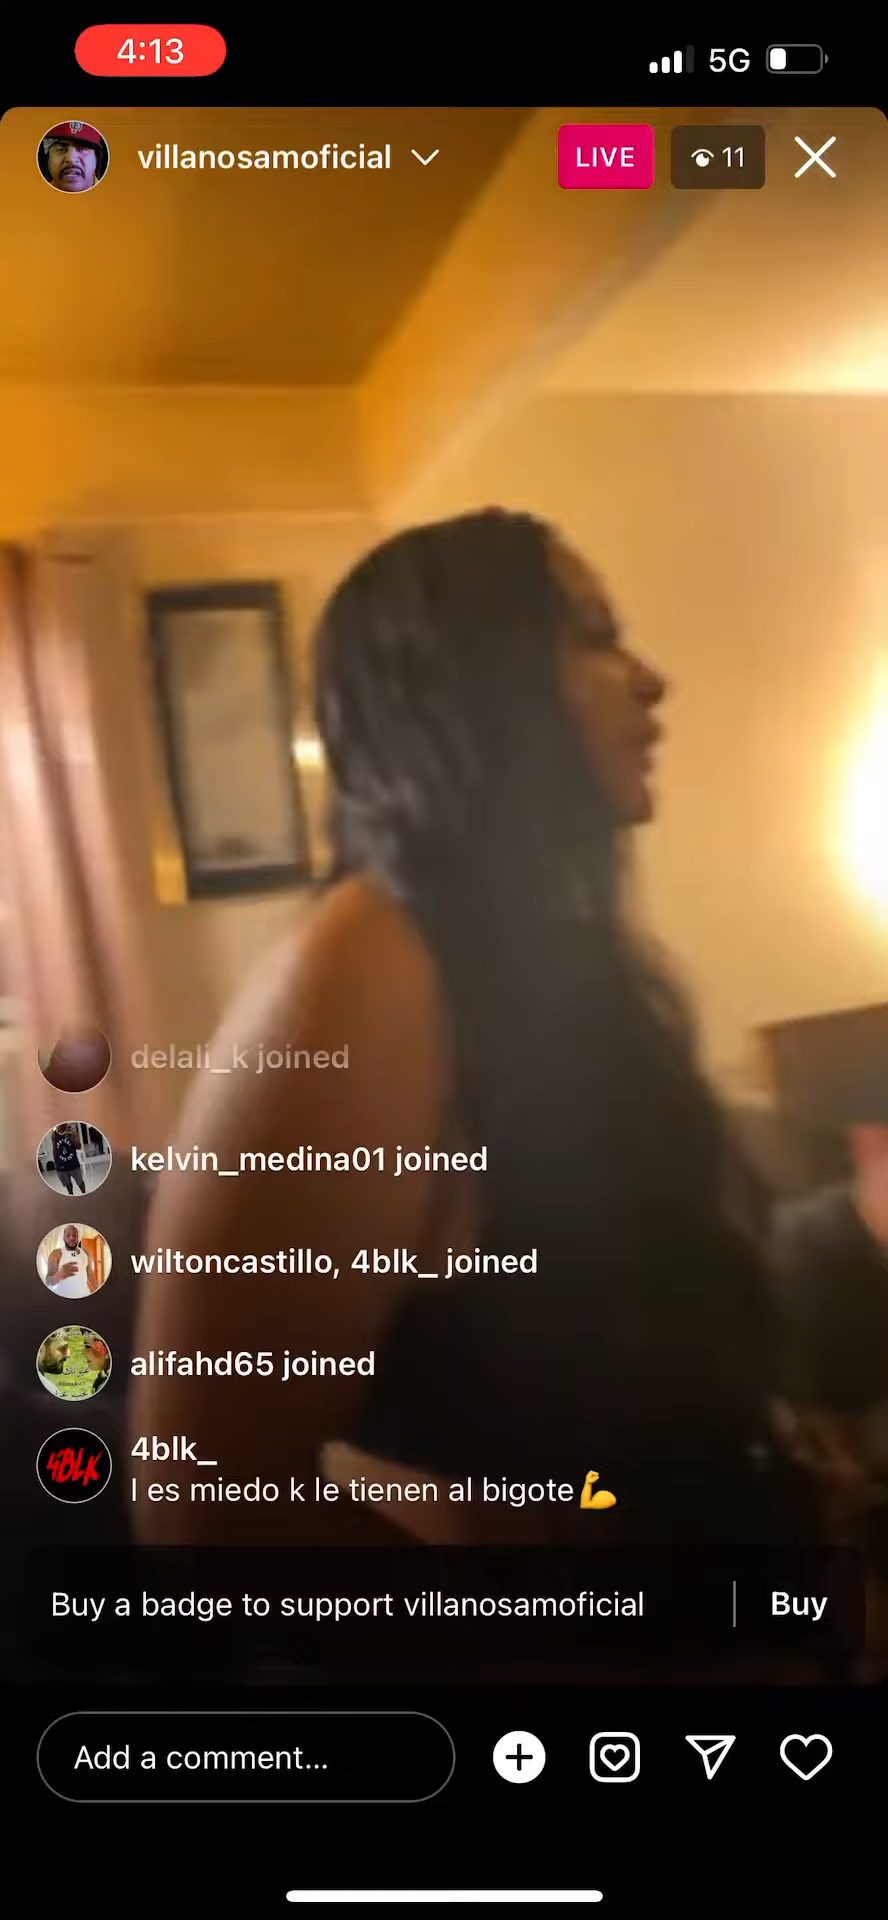 4:13
5G
villanosamoficial
LIVE
11
delali_k joined
kelvin_medina01 joined
wiltoncastillo, 4blk_ joined
alifahd65 joined
4BLK
4blk_
I es miedo k le tienen al bigote💪
Buy a badge to support villanosamoficial
Buy
Add a comment...